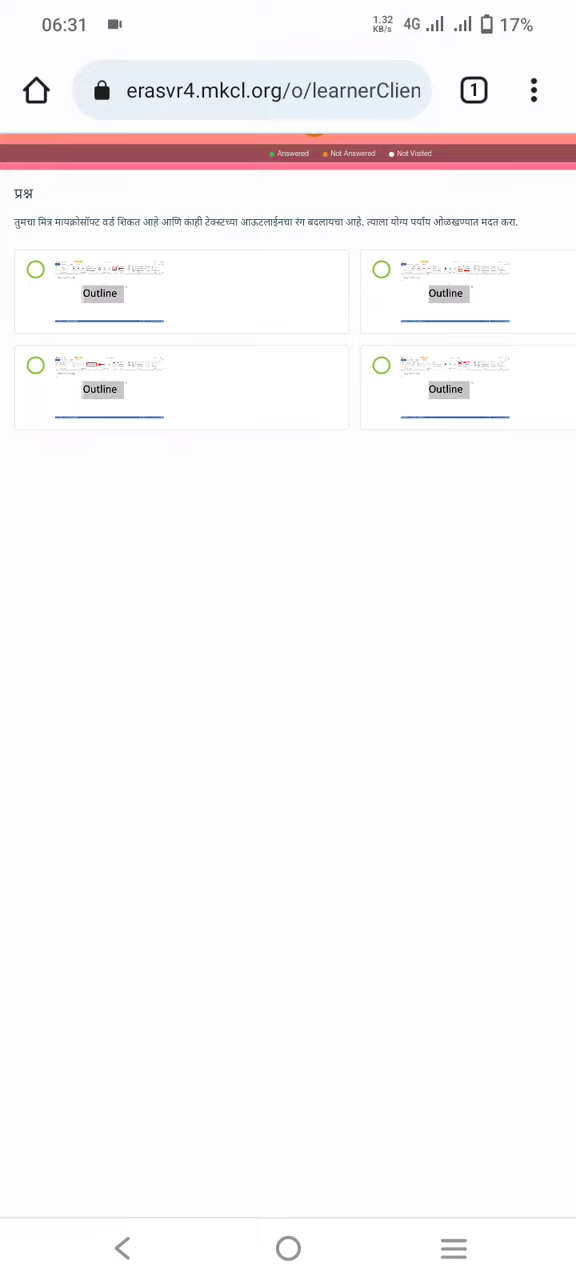 06:31
1.32 KB/s 4G 17%
erasvr4.mkcl.org/o/learnerClien
1
Answered Not Answered Not Visited
प्रश्न
तुमचा मित्र मायक्रोसॉफ्ट वर्ड शिकत आहे आणि काही टेक्स्टच्या आऊटलाईनचा रंग बदलायचा आहे. त्याला योग्य पर्याय ओळखण्यात मदत करा.
Outline
Outline
Outline
Outline